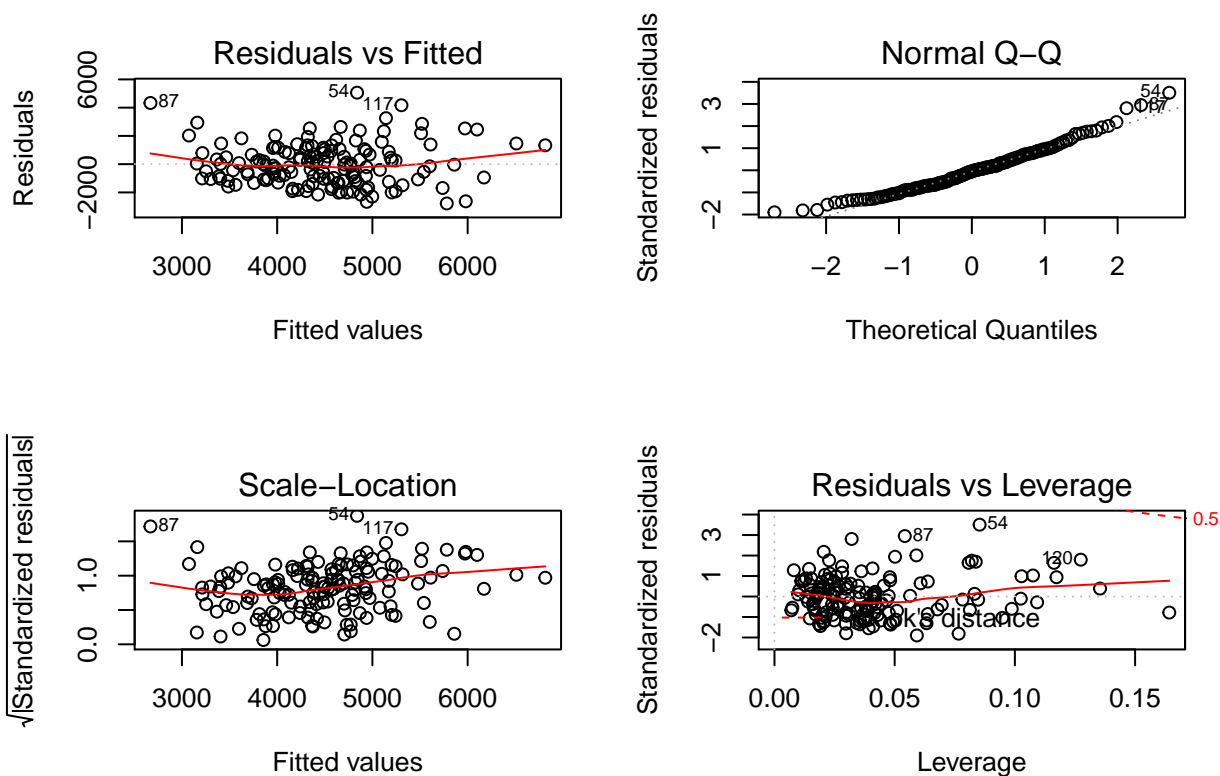 Residuals vs Fitted
Residuals
6000
−2000
87
54
117
3000 4000 5000 6000
Fitted values
Normal Q−Q
Standardized residuals
3
1
−2
54
87
−2 −1 0 1 2
Theoretical Quantiles
Scale−Location
√|Standardized residuals|
1.0
0.0
87
54
117
3000 4000 5000 6000
Fitted values
Residuals vs Leverage
Standardized residuals
3
1
−2
87
54
120
0.5
distance
0.00 0.05 0.10 0.15
Leverage